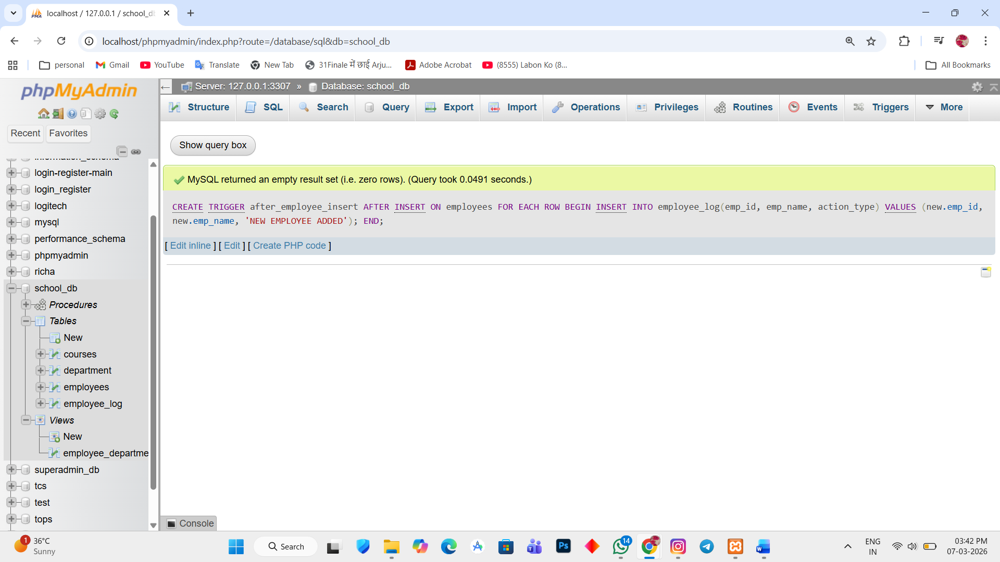 localhost / 127.0.0.1 / school_db
localhost/phpmyadmin/index.php?route=/database/sql&db=school_db
personal
Gmail
YouTube
Translate
New Tab
31Finale में छाई Arju...
Adobe Acrobat
(8555) Labon Ko (8...
All Bookmarks
phpMyAdmin
Recent
Favorites
information_schema
login-register-main
login_register
logitech
mysql
performance_schema
phpmyadmin
richa
school_db
Procedures
Tables
New
courses
department
employees
employee_log
Views
New
employee_departme
superadmin_db
tcs
test
tops
Server: 127.0.0.1:3307 » Database: school_db
Structure
SQL
Search
Query
Export
Import
Operations
Privileges
Routines
Events
Triggers
More
Show query box
MySQL returned an empty result set (i.e. zero rows). (Query took 0.0491 seconds.)
CREATE TRIGGER after_employee_insert AFTER INSERT ON employees FOR EACH ROW BEGIN INSERT INTO employee_log(emp_id, emp_name, action_type) VALUES (new.emp_id,
new.emp_name, 'NEW EMPLOYEE ADDED'); END;
[ Edit inline ] [ Edit ] [ Create PHP code ]
Console
1
36°C
Sunny
Search
Ps
14
ENG
IN
03:42 PM
07-03-2026